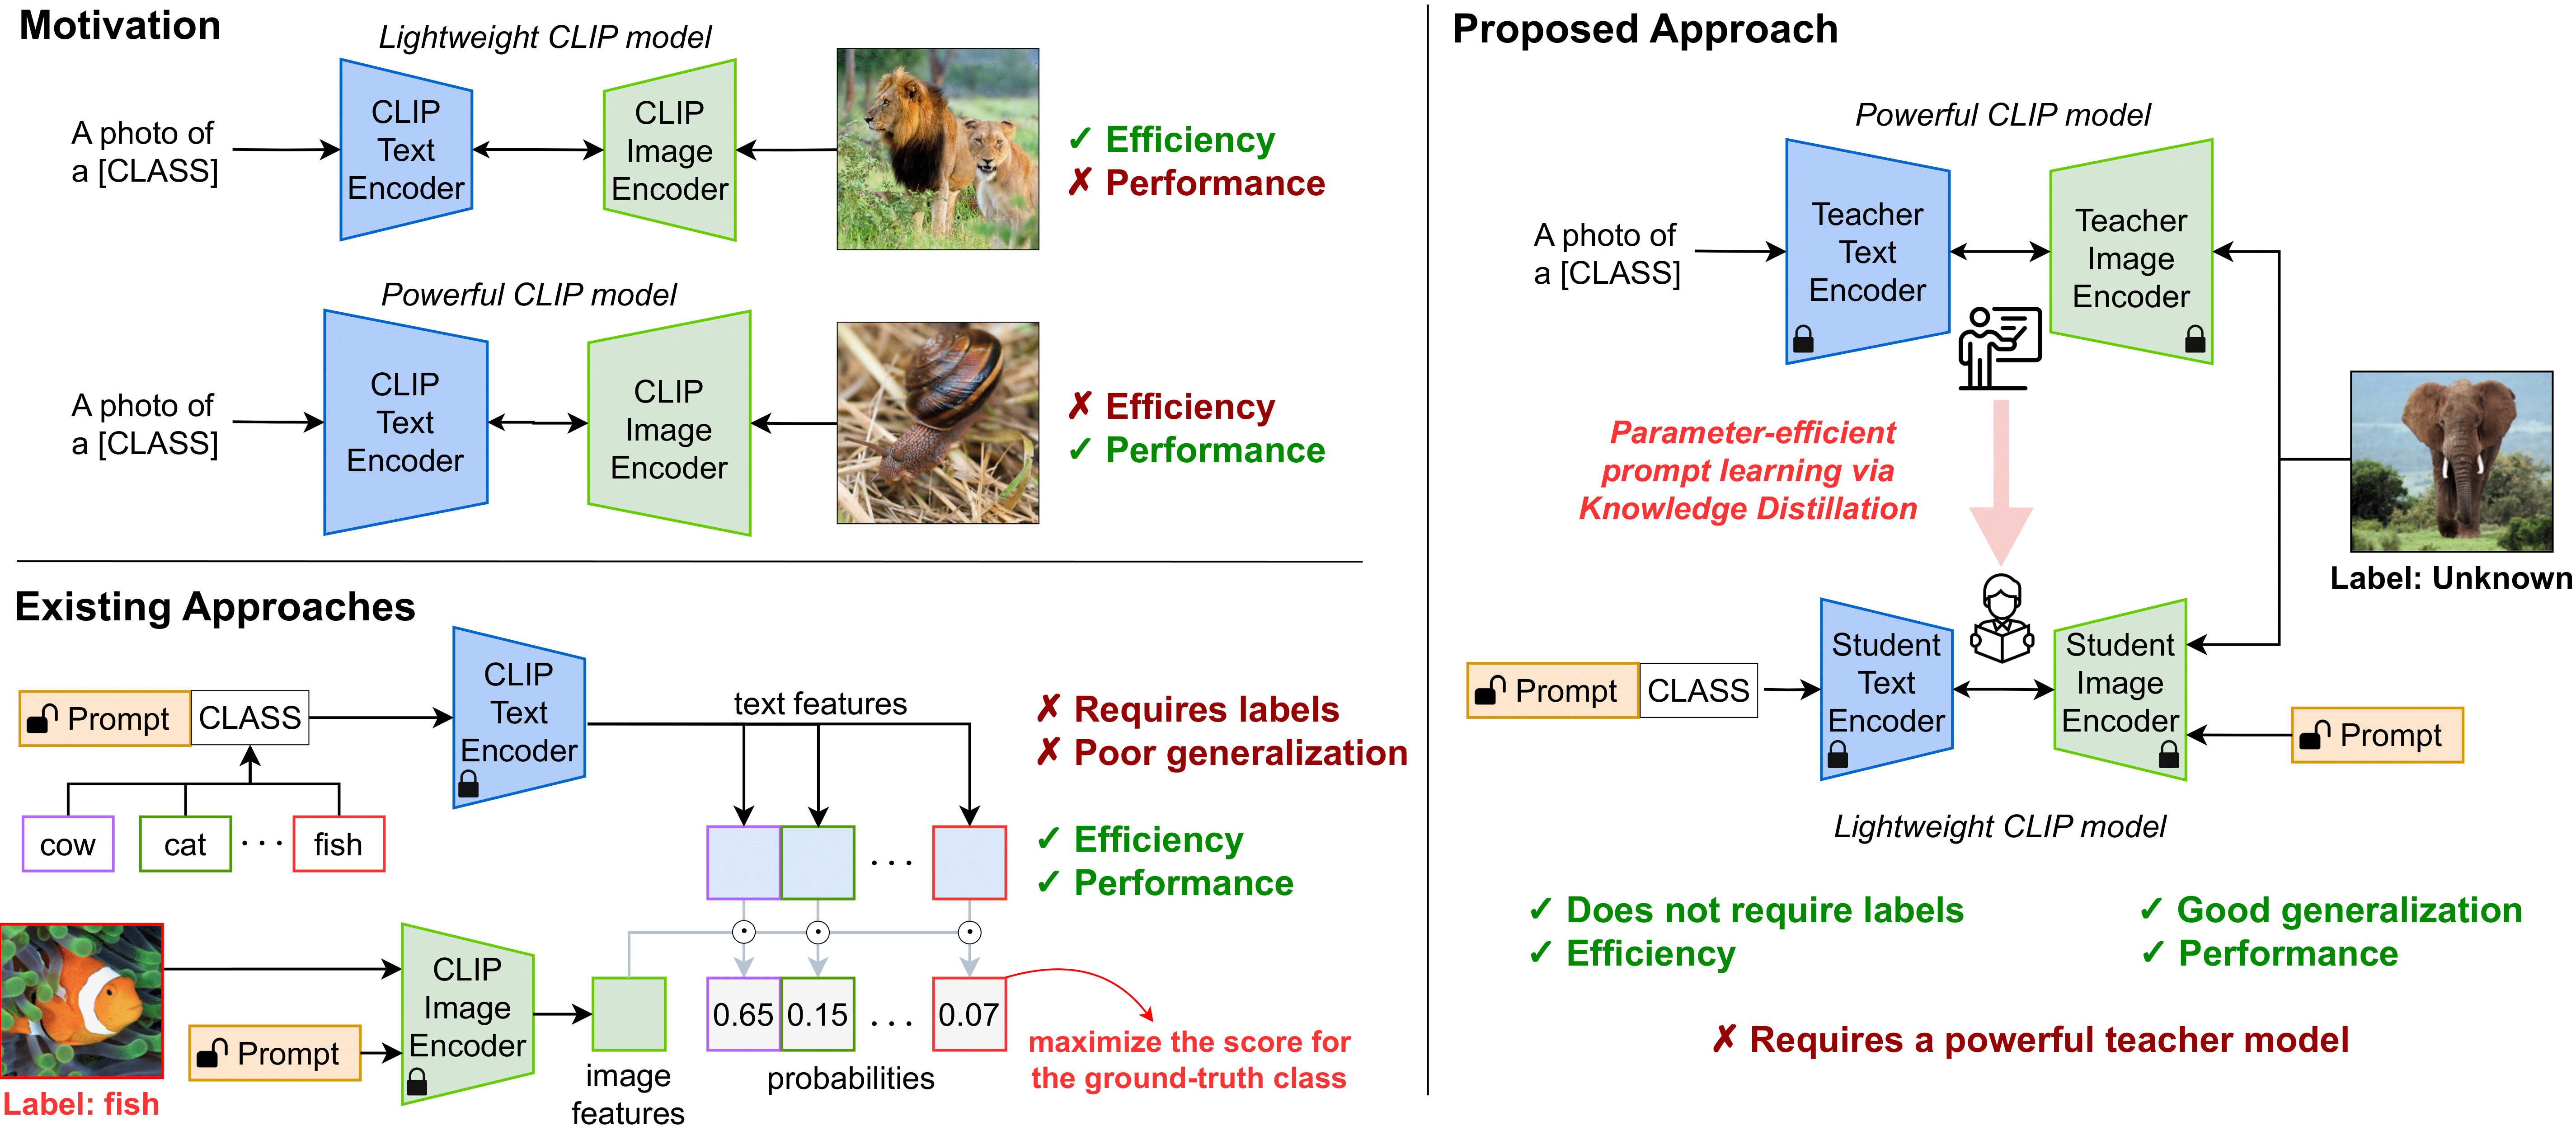 Motivation
Lightweight CLIP model
A photo of
a [CLASS]
CLIP
Text
Encoder
CLIP
Image
Encoder
✓ Efficiency
✗ Performance
Powerful CLIP model
A photo of
a [CLASS]
CLIP
Text
Encoder
CLIP
Image
Encoder
✗ Efficiency
✓ Performance
Existing Approaches
Prompt
CLASS
cow
cat
...
fish
CLIP
Text
Encoder
text features
✗ Requires labels
✗ Poor generalization
✓ Efficiency
✓ Performance
...
Label: fish
Prompt
CLIP
Image
Encoder
image
features
0.65
0.15
...
0.07
probabilities
maximize the score for
the ground-truth class
Proposed Approach
Powerful CLIP model
A photo of
a [CLASS]
Teacher
Text
Encoder
Teacher
Image
Encoder
Parameter-efficient
prompt learning via
Knowledge Distillation
Label: Unknown
Prompt
CLASS
Student
Text
Encoder
Student
Image
Encoder
Prompt
Lightweight CLIP model
✓ Does not require labels
✓ Efficiency
✓ Good generalization
✓ Performance
✗ Requires a powerful teacher model